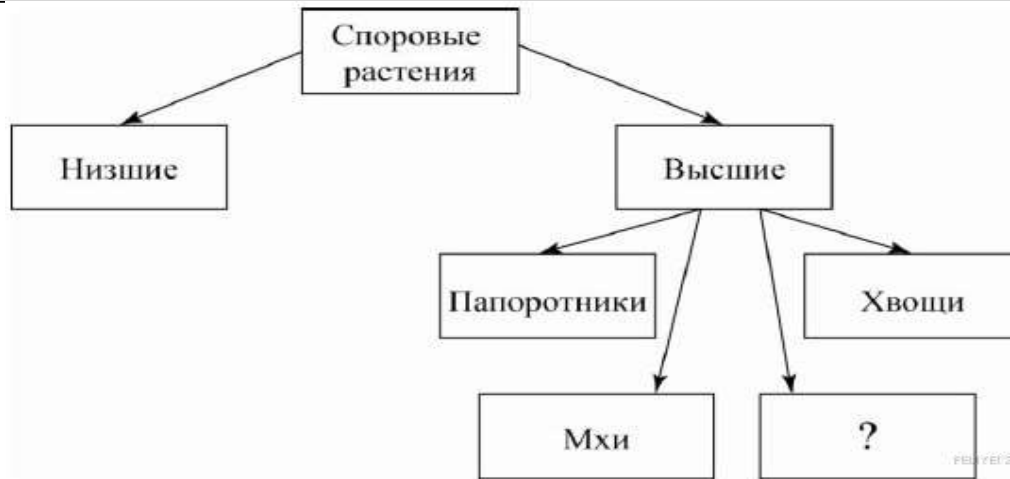 Споровые
растения
Низшие
Высшие
Папоротники
Хвощи
Мхи
?